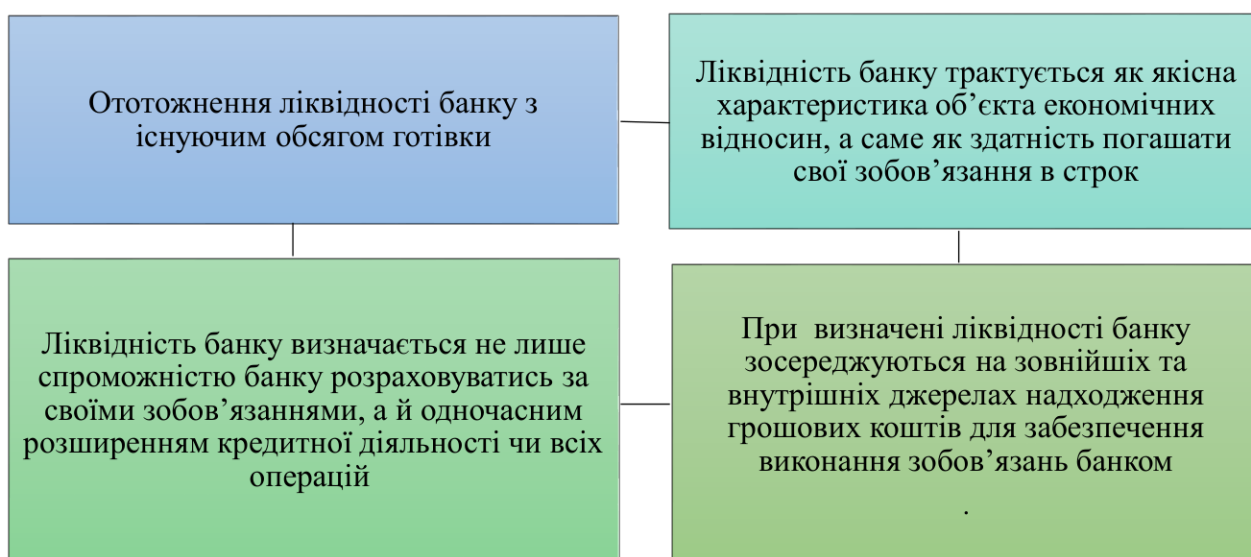 Ототожнення ліквідності банку з
існуючим обсягом готівки
Ліквідність банку трактується як якісна
характеристика об’єкта економічних
відносин, а саме як здатність погашати
свої зобов’язання в строк
Ліквідність банку визначається не лише
спроможністю банку розраховуватись за
своїми зобов’язаннями, а й одночасним
розширенням кредитної діяльності чи всіх
операцій
При визначені ліквідності банку
зосереджуються на зовнійшіх та
внутрішніх джерелах надходження
грошових коштів для забезпечення
виконання зобов’язань банком
.